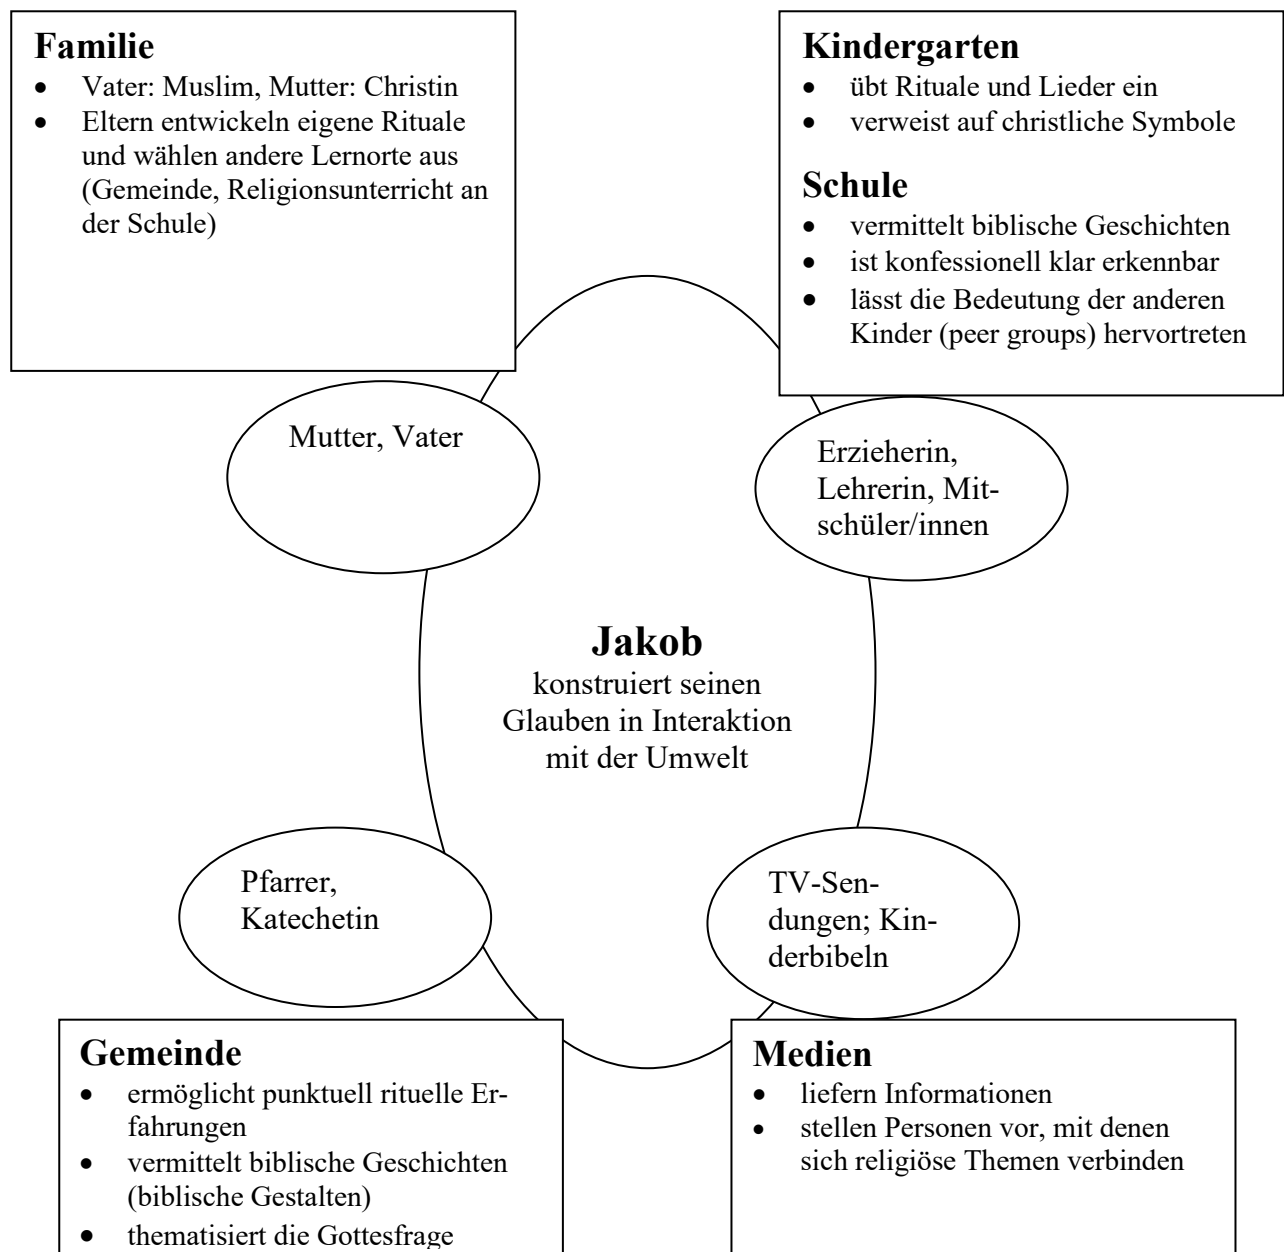 Familie
• Vater: Muslim, Mutter: Christin
• Eltern entwickeln eigene Rituale
und wählen andere Lernorte aus
(Gemeinde, Religionsunterricht an
der Schule)
Kindergarten
• übt Rituale und Lieder ein
• verweist auf christliche Symbole
Schule
• vermittelt biblische Geschichten
• ist konfessionell klar erkennbar
• lässt die Bedeutung der anderen
Kinder (peer groups) hervortreten
Mutter, Vater
Erzieherin,
Lehrerin, Mit-
schüler/innen
Jakob
konstruiert seinen
Glauben in Interaktion
mit der Umwelt
Pfarrer,
Katechetin
TV-Sen-
dungen; Kin-
derbibeln
Gemeinde
• ermöglicht punktuell rituelle Er-
fahrungen
• vermittelt biblische Geschichten
(biblische Gestalten)
• thematisiert die Gottesfrage
Medien
• liefern Informationen
• stellen Personen vor, mit denen
sich religiöse Themen verbinden